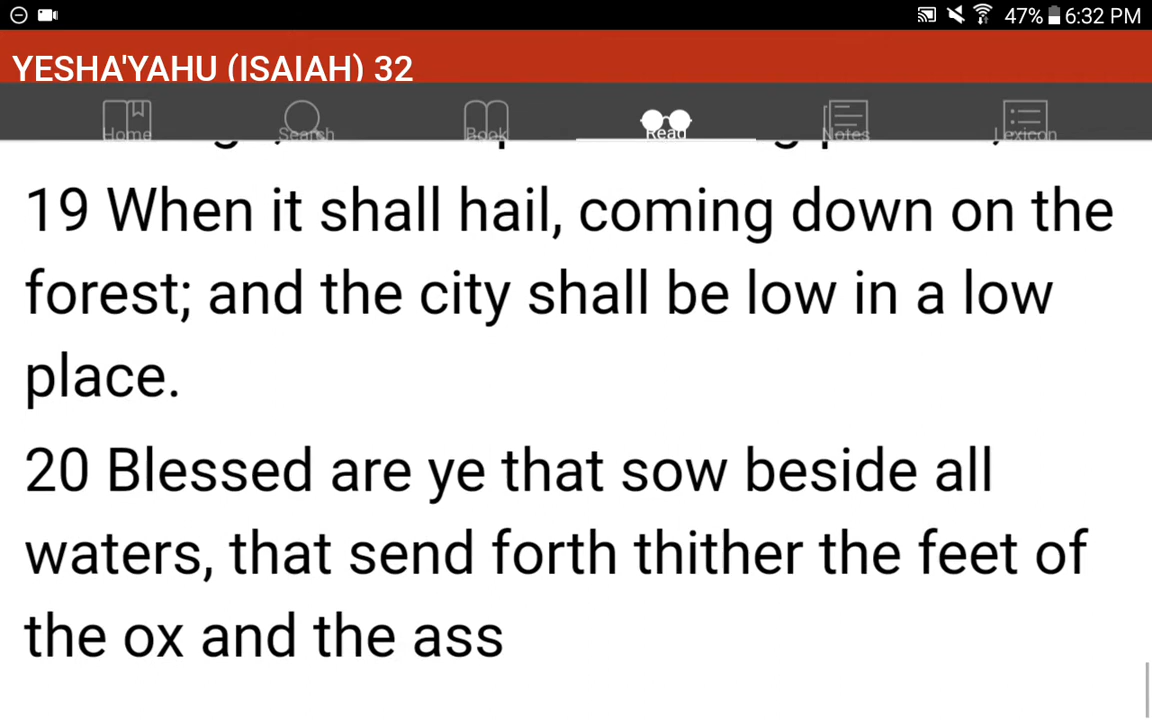 47% 6:32 PM
YESHA'YAHU (ISAIAH) 32
Home Search Book Read Notes Lexicon
19 When it shall hail, coming down on the
forest; and the city shall be low in a low
place.
20 Blessed are ye that sow beside all
waters, that send forth thither the feet of
the ox and the ass